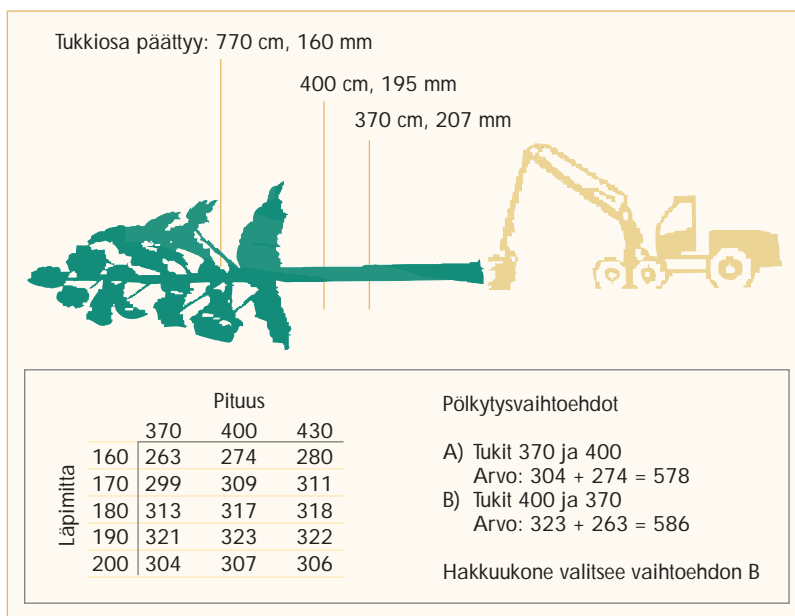 Tukkiosa päättyy: 770 cm, 160 mm
400 cm, 195 mm
370 cm, 207 mm
Pituus
370 400 430
Läpimitta
160 263 274 280
170 299 309 311
180 313 317 318
190 321 323 322
200 304 307 306
Pölkytysvaihtoehdot
A) Tukit 370 ja 400
Arvo: 304 + 274 = 578
B) Tukit 400 ja 370
Arvo: 323 + 263 = 586
Hakkuukone valitsee vaihtoehdon B